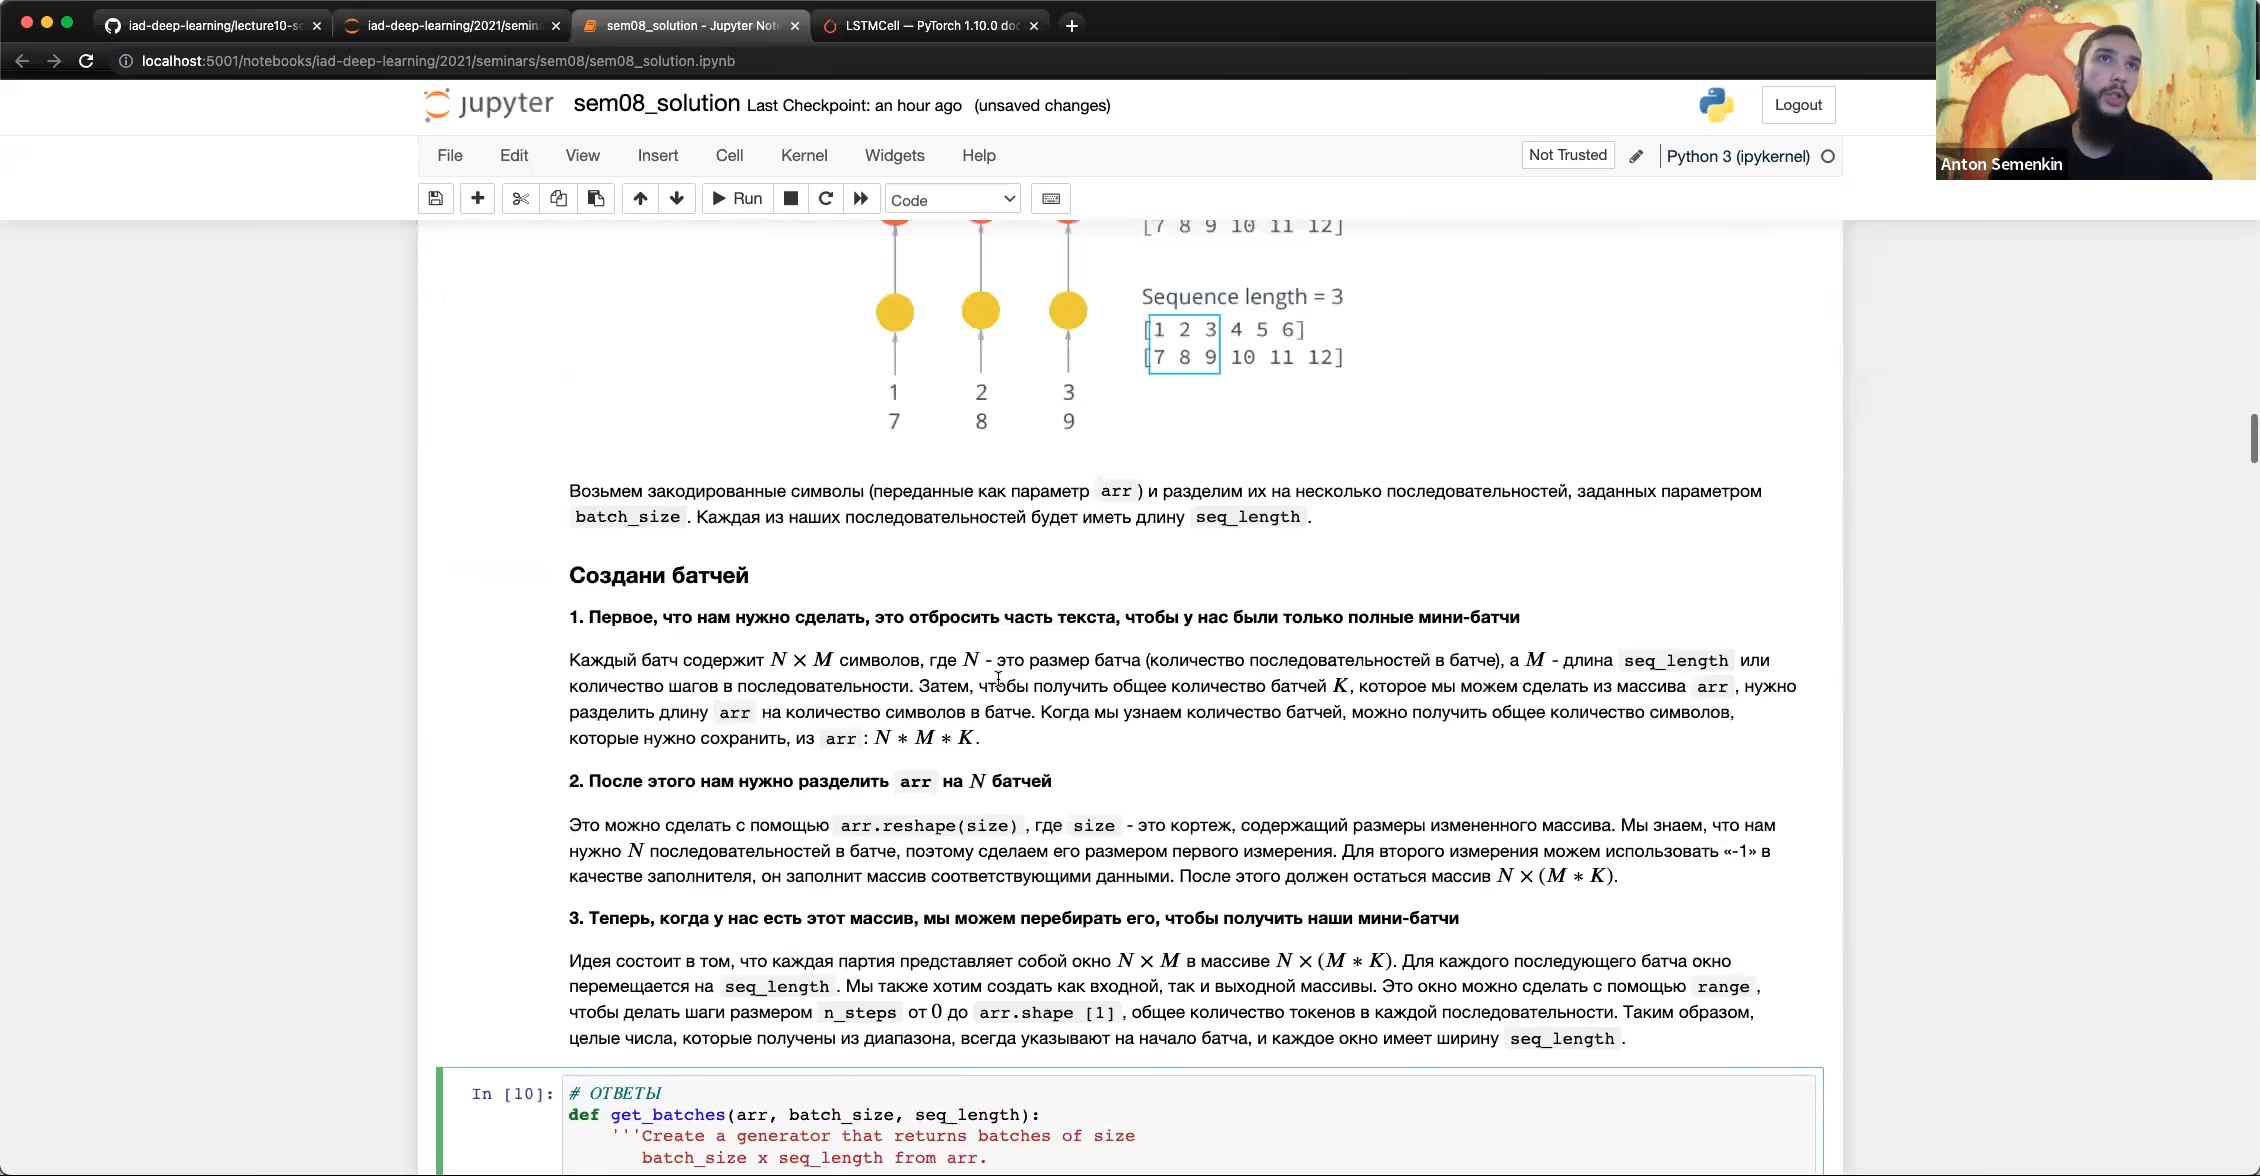 iad-deep-learning/lecture10-se
iad-deep-learning/2021/semina
sem08_solution - Jupyter Note
LSTMCell — PyTorch 1.10.0 doc
localhost:5001/notebooks/iad-deep-learning/2021/seminars/sem08/sem08_solution.ipynb
Anton Semenkin
jupyter sem08_solution Last Checkpoint: an hour ago (unsaved changes)
Logout
File Edit View Insert Cell Kernel Widgets Help
Not Trusted Python 3 (ipykernel)
Run Code
[7 8 9 10 11 12]
Sequence length = 3
[1 2 3 4 5 6]
[7 8 9 10 11 12]
1 2 3
7 8 9
Возьмем закодированные символы (переданные как параметр arr ) и разделим их на несколько последовательностей, заданных параметром
batch_size . Каждая из наших последовательностей будет иметь длину seq_length .
Создани батчей
1. Первое, что нам нужно сделать, это отбросить часть текста, чтобы у нас были только полные мини-батчи
Каждый батч содержит N × M символов, где N - это размер батча (количество последовательностей в батче), а M - длина seq_length или
количество шагов в последовательности. Затем, чтобы получить общее количество батчей K, которое мы можем сделать из массива arr , нужно
разделить длину arr на количество символов в батче. Когда мы узнаем количество батчей, можно получить общее количество символов,
которые нужно сохранить, из arr : N ∗ M ∗ K.
2. После этого нам нужно разделить arr на N батчей
Это можно сделать с помощью arr.reshape(size) , где size - это кортеж, содержащий размеры измененного массива. Мы знаем, что нам
нужно N последовательностей в батче, поэтому сделаем его размером первого измерения. Для второго измерения можем использовать «-1» в
качестве заполнителя, он заполнит массив соответствующими данными. После этого должен остаться массив N × (M ∗ K).
3. Теперь, когда у нас есть этот массив, мы можем перебирать его, чтобы получить наши мини-батчи
Идея состоит в том, что каждая партия представляет собой окно N × M в массиве N × (M ∗ K). Для каждого последующего батча окно
перемещается на seq_length . Мы также хотим создать как входной, так и выходной массивы. Это окно можно сделать с помощью range ,
чтобы делать шаги размером n_steps от 0 до arr.shape [1] , общее количество токенов в каждой последовательности. Таким образом,
целые числа, которые получены из диапазона, всегда указывают на начало батча, и каждое окно имеет ширину seq_length .
In [10]: # ОТВЕТЫ
def get_batches(arr, batch_size, seq_length):
'''Create a generator that returns batches of size
batch_size x seq_length from arr.